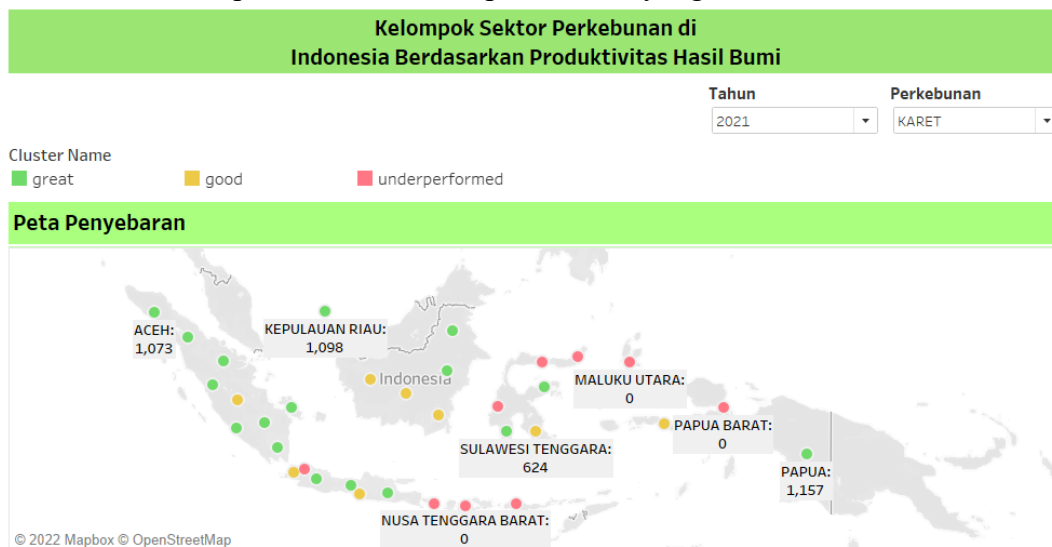 Kelompok Sektor Perkebunan di
Indonesia Berdasarkan Produktivitas Hasil Bumi
Tahun
Perkebunan
2021
KARET
Cluster Name
great
good
underperformed
Peta Penyebaran
ACEH:
1,073
KEPULAUAN RIAU:
1,098
Indonesia
MALUKU UTARA:
0
PAPUA BARAT:
0
SULAWESI TENGGARA:
624
PAPUA:
1,157
NUSA TENGGARA BARAT:
0
© 2022 Mapbox © OpenStreetMap